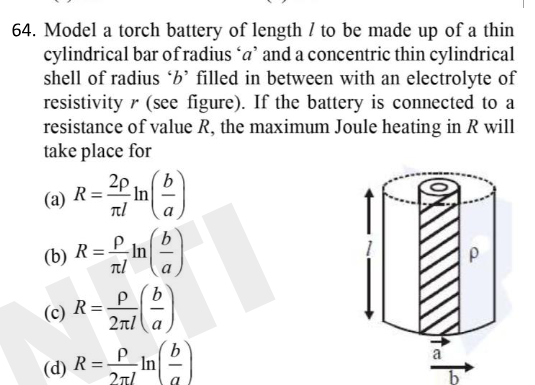 64. Model a torch battery of length l to be made up of a thin
cylindrical bar of radius ‘a’ and a concentric thin cylindrical
shell of radius ‘b’ filled in between with an electrolyte of
resistivity r (see figure). If the battery is connected to a
resistance of value R, the maximum Joule heating in R will
take place for
(a) R = 2ρ/πl ln(b/a)
(b) R = ρ/πl ln(b/a)
(c) R = ρ/2πl (b/a)
(d) R = ρ/2πl ln(b/a)
l
ρ
a
b
NITI